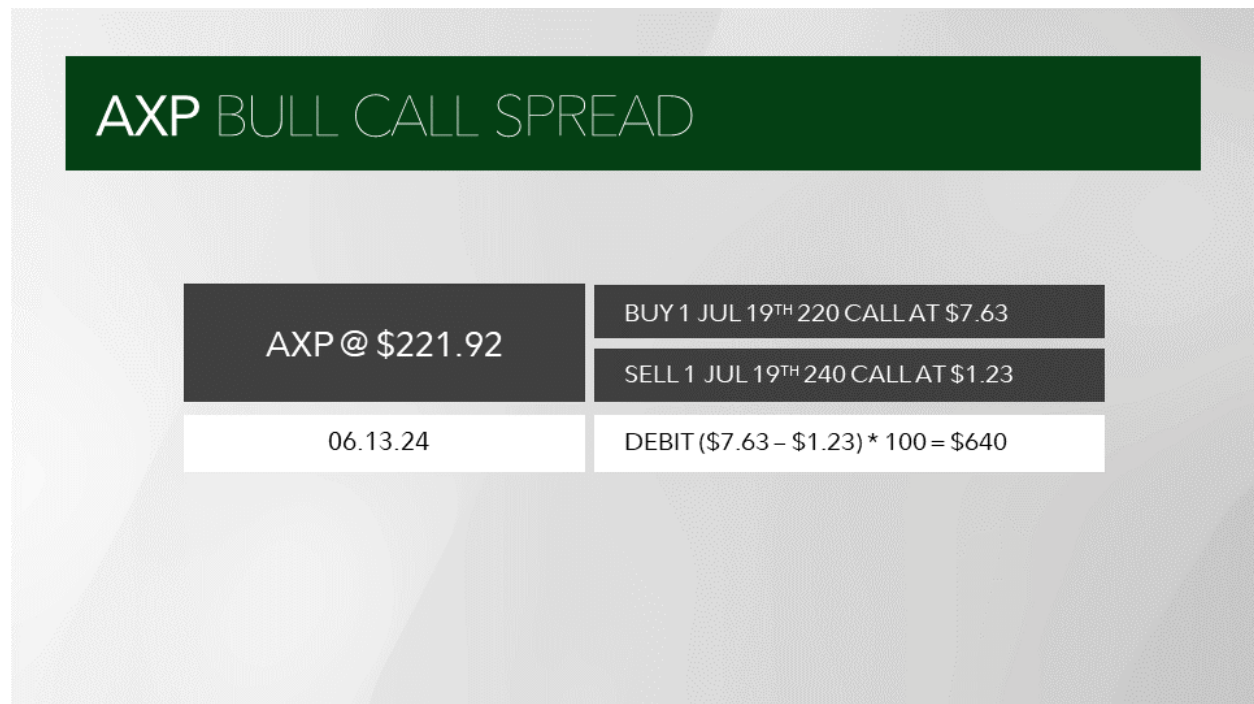 AXP BULL CALL SPREAD
AXP @ $221.92
BUY 1 JUL 19TH 220 CALL AT $7.63
SELL 1 JUL 19TH 240 CALL AT $1.23
06.13.24
DEBIT ($7.63 – $1.23) * 100 = $640